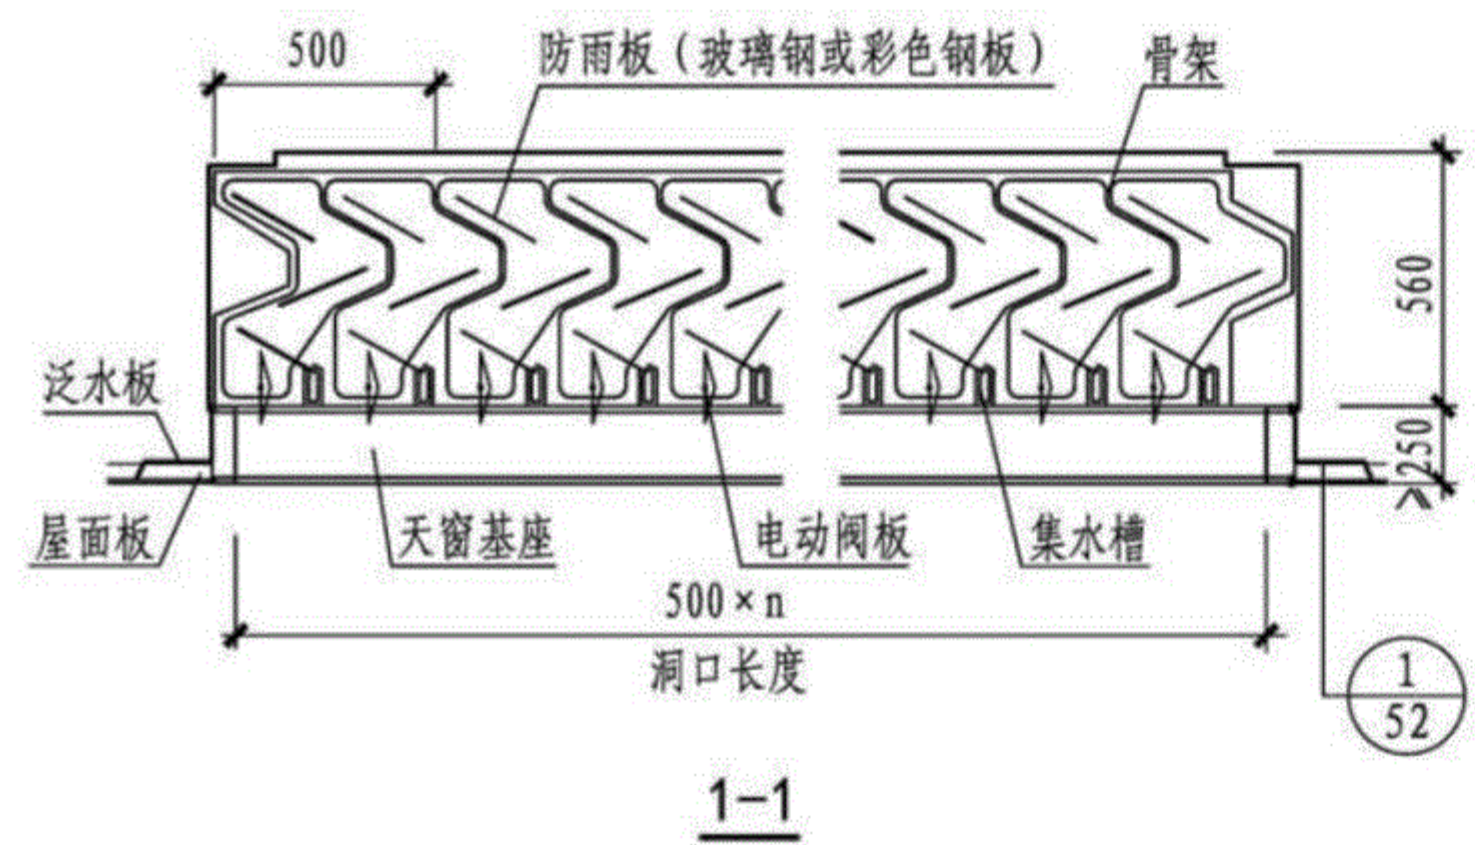 500
防雨板（玻璃钢或彩色钢板）
骨架
560
泛水板
≥250
屋面板
天窗基座
电动阀板
集水槽
500×n
洞口长度
1
52
1-1